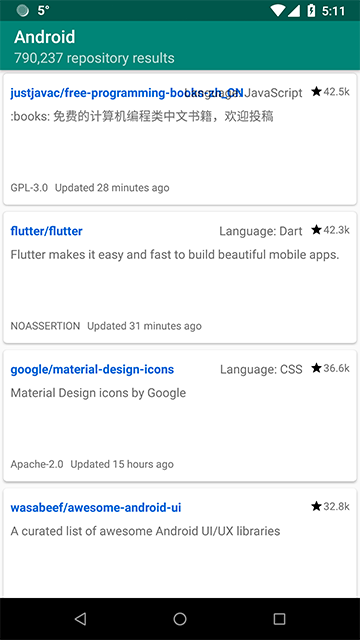 5° 5:11
Android
790,237 repository results
justjavac/free-programming-books-zh_CN Language: JavaScript ★42.5k
:books: 免费的计算机编程类中文书籍，欢迎投稿
GPL-3.0 Updated 28 minutes ago
flutter/flutter Language: Dart ★42.3k
Flutter makes it easy and fast to build beautiful mobile apps.
NOASSERTION Updated 31 minutes ago
google/material-design-icons Language: CSS ★36.6k
Material Design icons by Google
Apache-2.0 Updated 15 hours ago
wasabeef/awesome-android-ui ★32.8k
A curated list of awesome Android UI/UX libraries